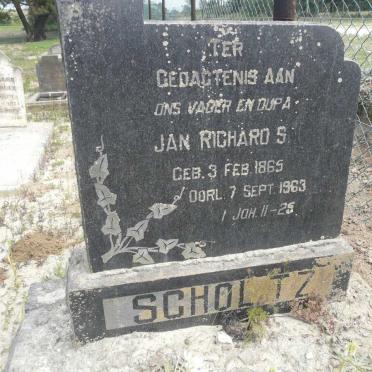 TER
GEDAGTENIS AAN
ONS VADER EN OUPA
JAN RICHARD S.
GEB. 3 FEB. 1865
OORL. 7 SEPT. 1963
JOH. 11-25
SCHOLTZ